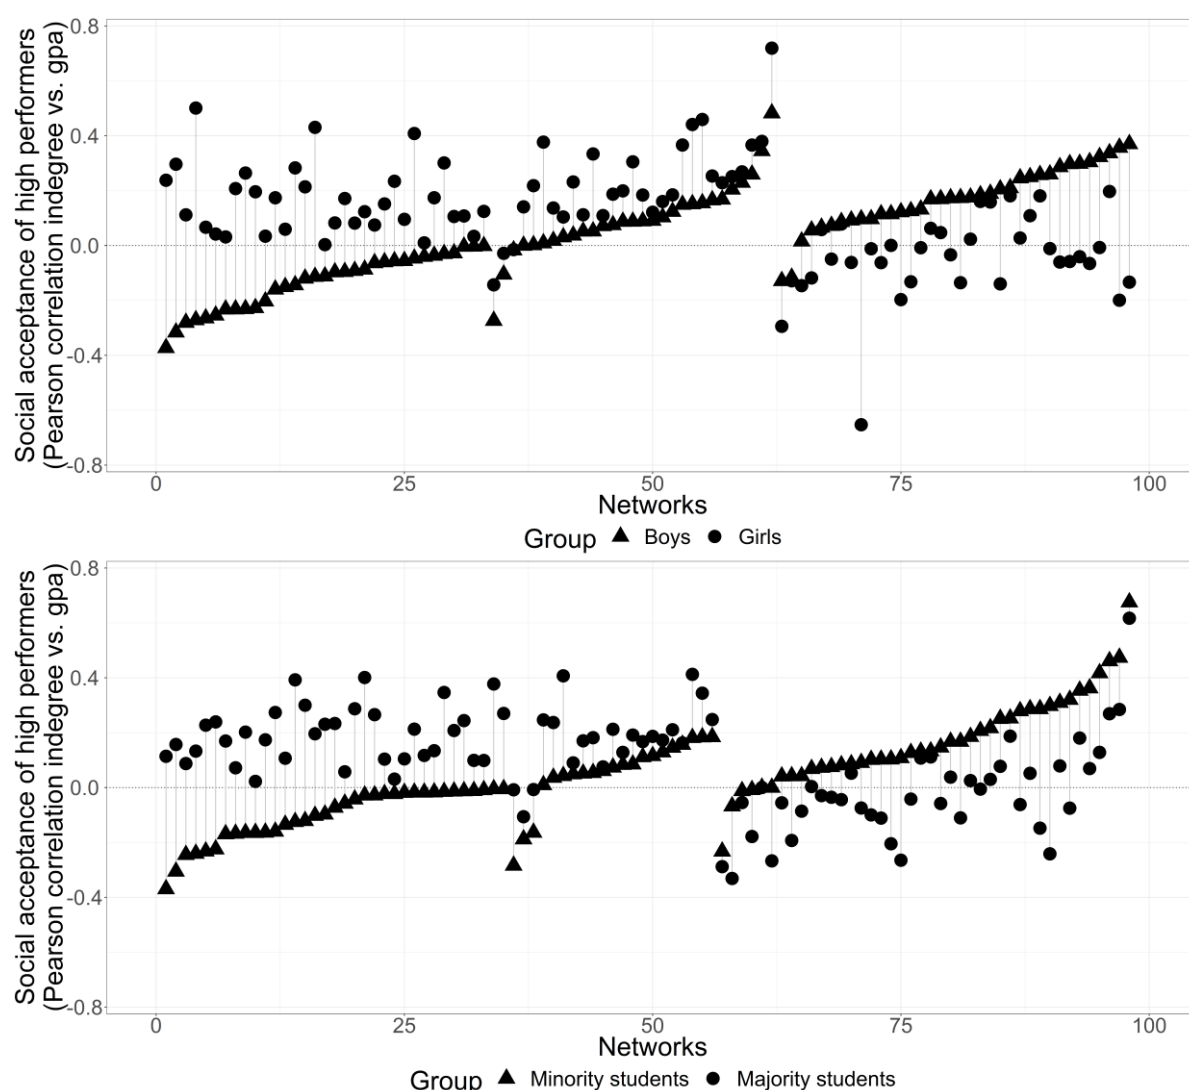 Social acceptance of high performers
(Pearson correlation indegree vs. gpa)
0.8
0.4
0.0
-0.4
-0.8
0 25 50 75 100
Networks
Group Boys Girls
Social acceptance of high performers
(Pearson correlation indegree vs. gpa)
0.8
0.4
0.0
-0.4
-0.8
0 25 50 75 100
Networks
Group Minority students Majority students